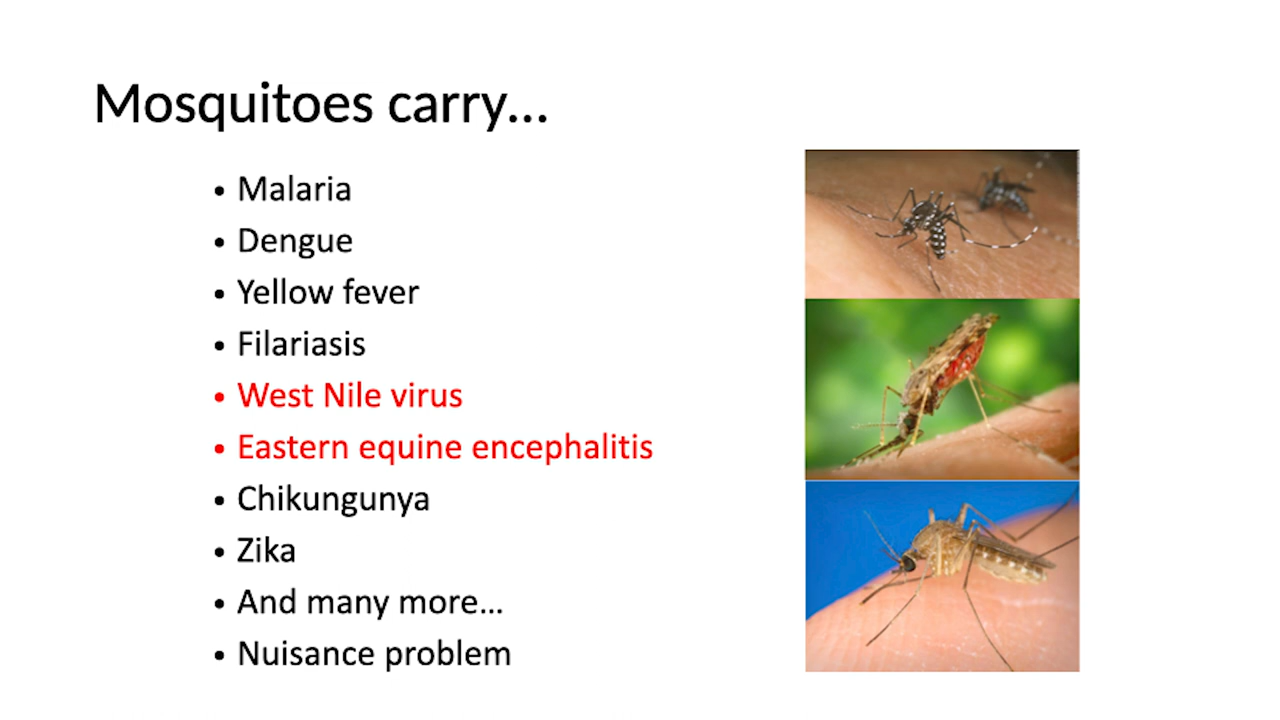 Mosquitoes carry...
• Malaria
• Dengue
• Yellow fever
• Filariasis
• West Nile virus
• Eastern equine encephalitis
• Chikungunya
• Zika
• And many more...
• Nuisance problem